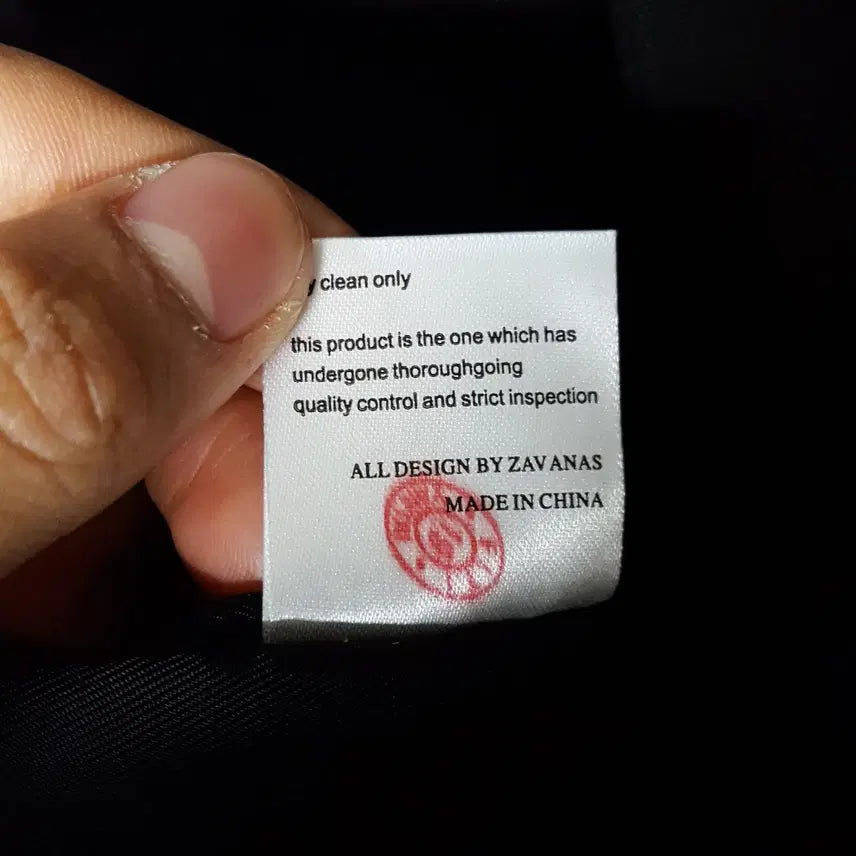 clean only
this product is the one which has
undergone thoroughgoing
quality control and strict inspection
ALL DESIGN BY ZAVANAS
MADE IN CHINA